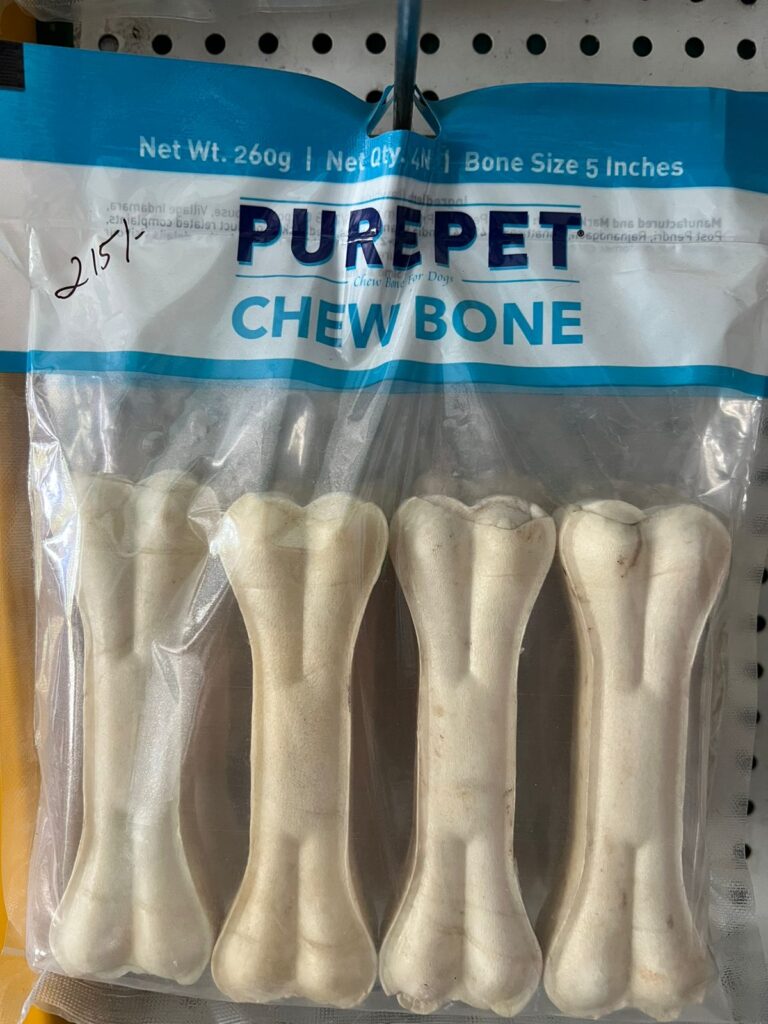 Net Wt. 260g | Net Qty. 4N | Bone Size 5 Inches
PUREPET
Chew Bone For Dogs
CHEW BONE
215/-